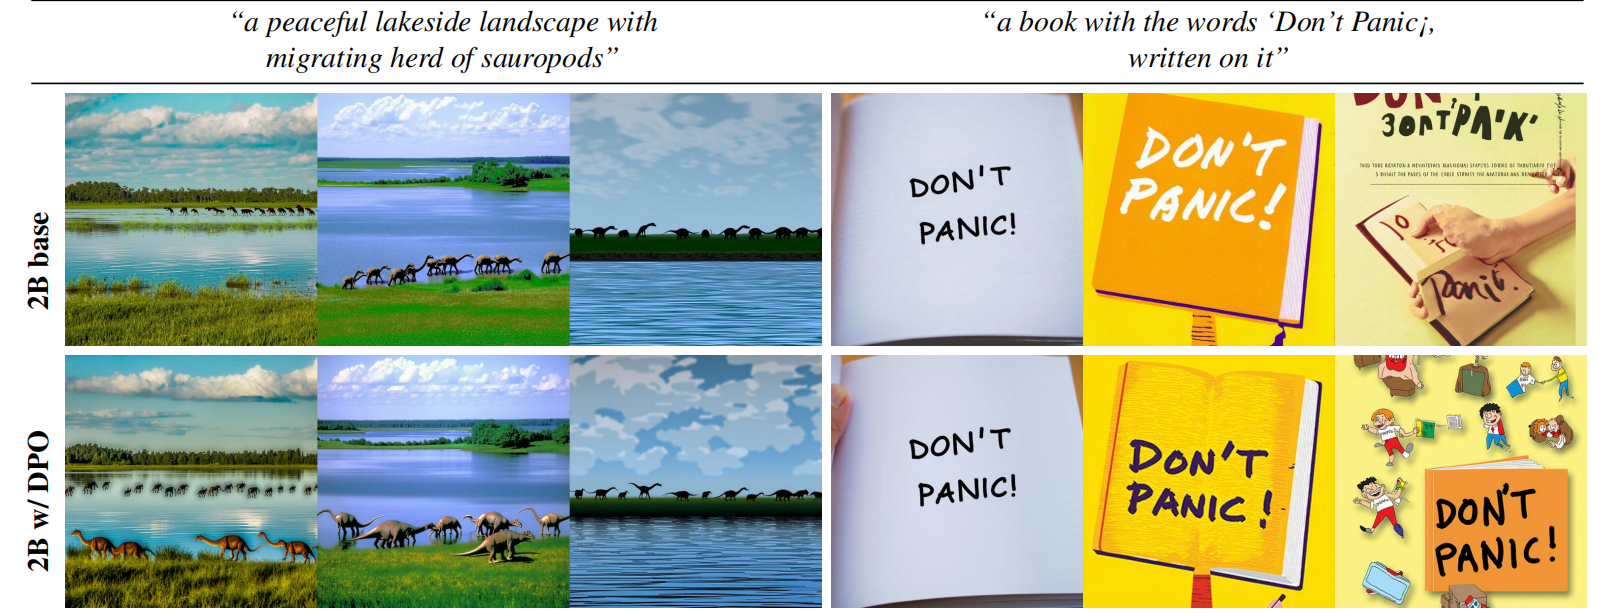 “a peaceful lakeside landscape with
migrating herd of sauropods”
“a book with the words ‘Don’t Panic¡,
written on it”
2B base
DON'T
PANIC!
DON'T
PANIC!
DON'T
30nTPA'K'
Panic.
2B w/ DPO
DON'T
PANIC!
DON'T
PANIC!
DON'T
PANIC!